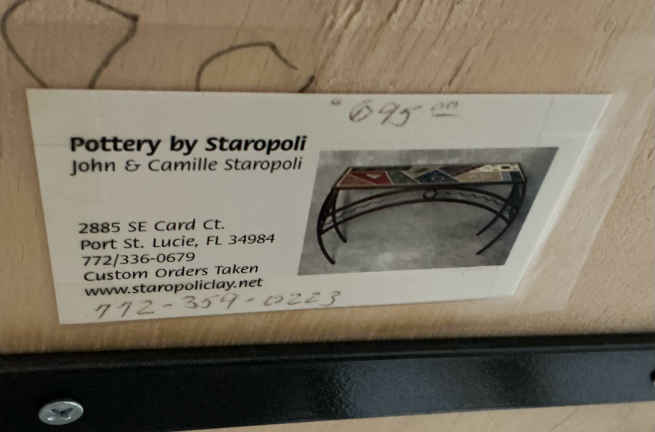 695 00
Pottery by Staropoli
John & Camille Staropoli
2885 SE Card Ct.
Port St. Lucie, FL 34984
772/336-0679
Custom Orders Taken
www.staropoliclay.net
772-359-0223